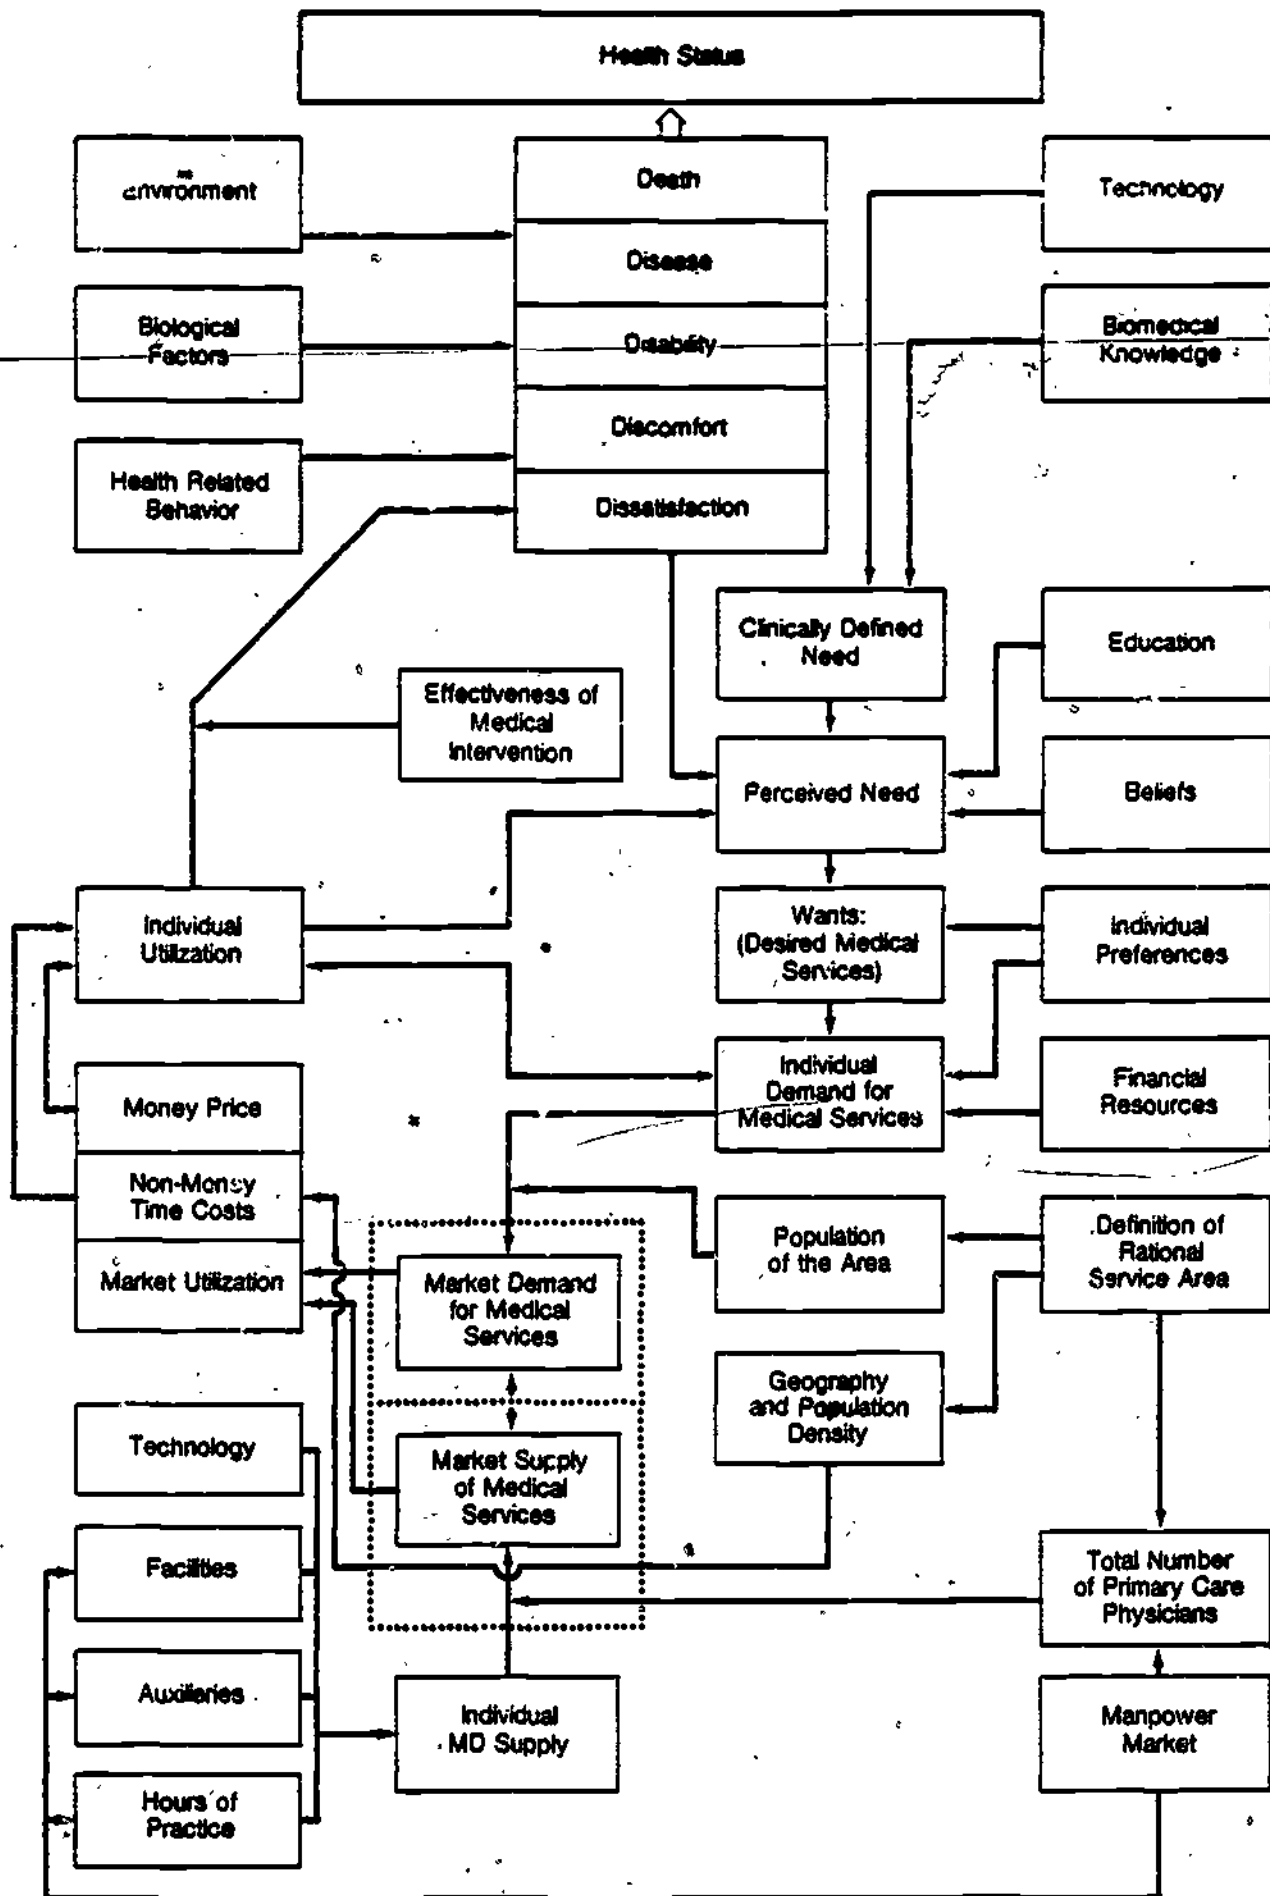 Health Status
Environment
Death
Technology
Disease
Biological
Factors
Disability
Biomedical
Knowledge
Discomfort
Health Related
Behavior
Dissatisfaction
Clinically Defined
Need
Education
Effectiveness of
Medical
Intervention
Perceived Need
Beliefs
Individual
Utilization
Wants:
(Desired Medical
Services)
Individual
Preferences
Money Price
Individual
Demand for
Medical Services
Financial
Resources
Non-Money
Time Costs
Market Utilization
Market Demand
for Medical
Services
Population
of the Area
Definition of
Rational
Service Area
Geography
and Population
Density
Technology
Market Supply
of Medical
Services
Facilities
Total Number
of Primary Care
Physicians
Auxiliaries
Individual
MD Supply
Manpower
Market
Hours of
Practice